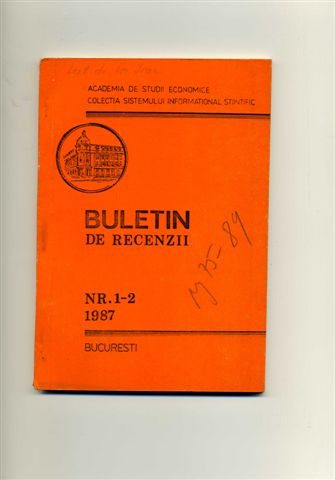 ACADEMIA DE STUDII ECONOMICE
COLECTIA SISTEMULUI INFORMATIONAL STIINTIFIC
BULETIN
DE RECENZII
NR.1-2
1987
BUCURESTI